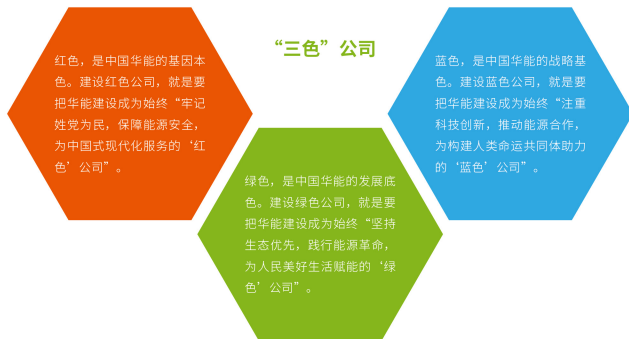 “三色”公司
红色，是中国华能的基因本
色。建设红色公司，就是要
把华能建设成为始终“牢记
姓党为民，保障能源安全，
为中国式现代化服务的‘红
色’公司”。
绿色，是中国华能的发展底
色。建设绿色公司，就是要
把华能建设成为始终“坚持
生态优先，践行能源革命，
为人民美好生活赋能的‘绿
色’公司”。
蓝色，是中国华能的战略基
色。建设蓝色公司，就是要
把华能建设成为始终“注重
科技创新，推动能源合作，
为构建人类命运共同体助力
的‘蓝色’公司”。